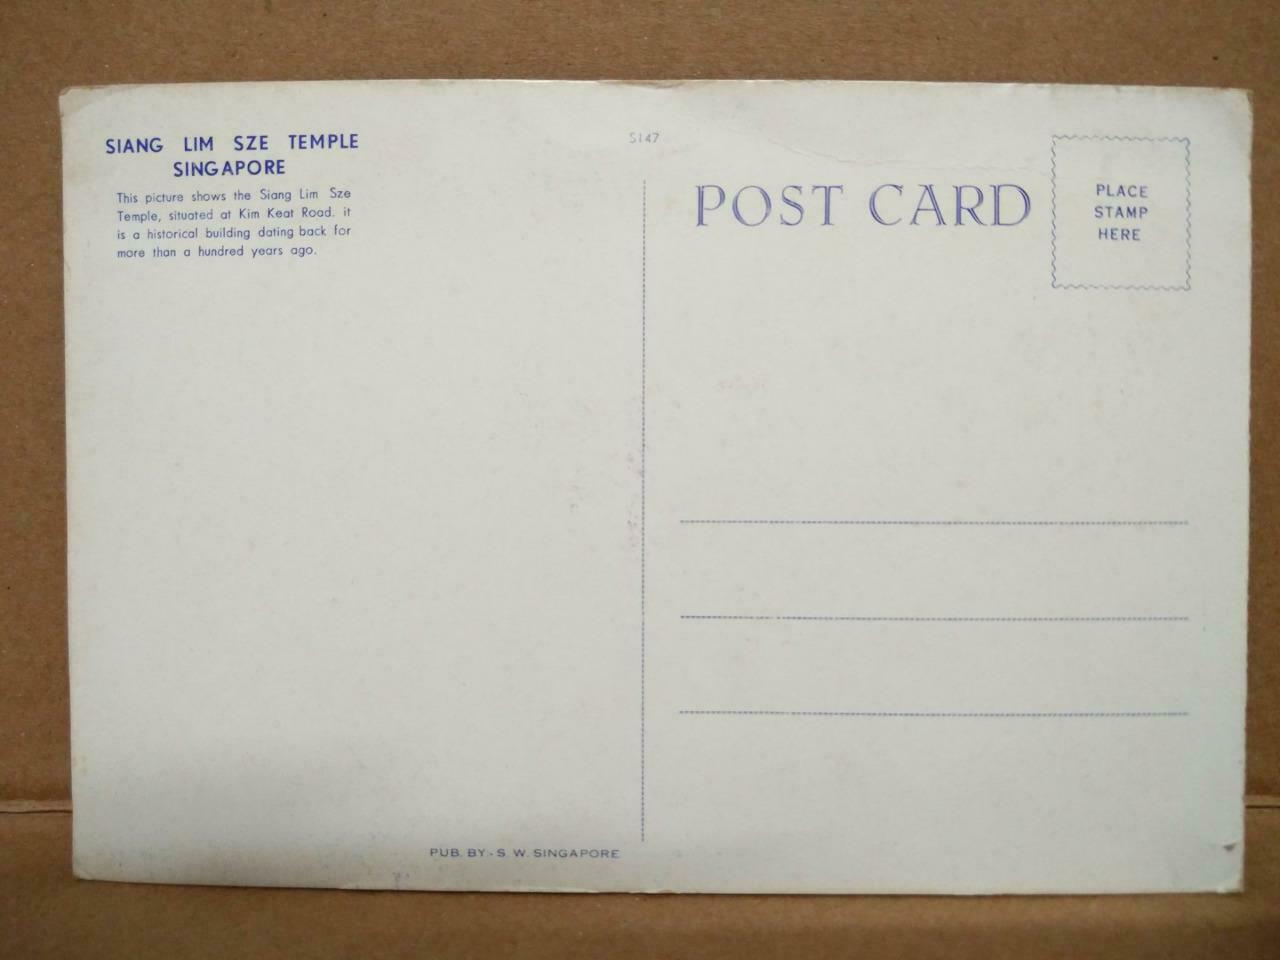 SIANG LIM SZE TEMPLE
SINGAPORE
This picture shows the Siang Lim Sze
Temple, situated at Kim Keat Road. it
is a historical building dating back for
more than a hundred years ago.
S147
POST CARD
PLACE
STAMP
HERE
PUB. BY:- S. W. SINGAPORE